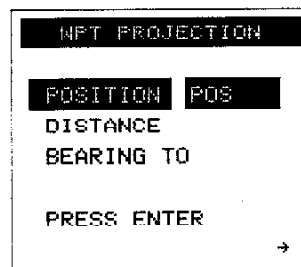 WPT PROJECTION
POSITION POS
DISTANCE
BEARING TO
PRESS ENTER
→